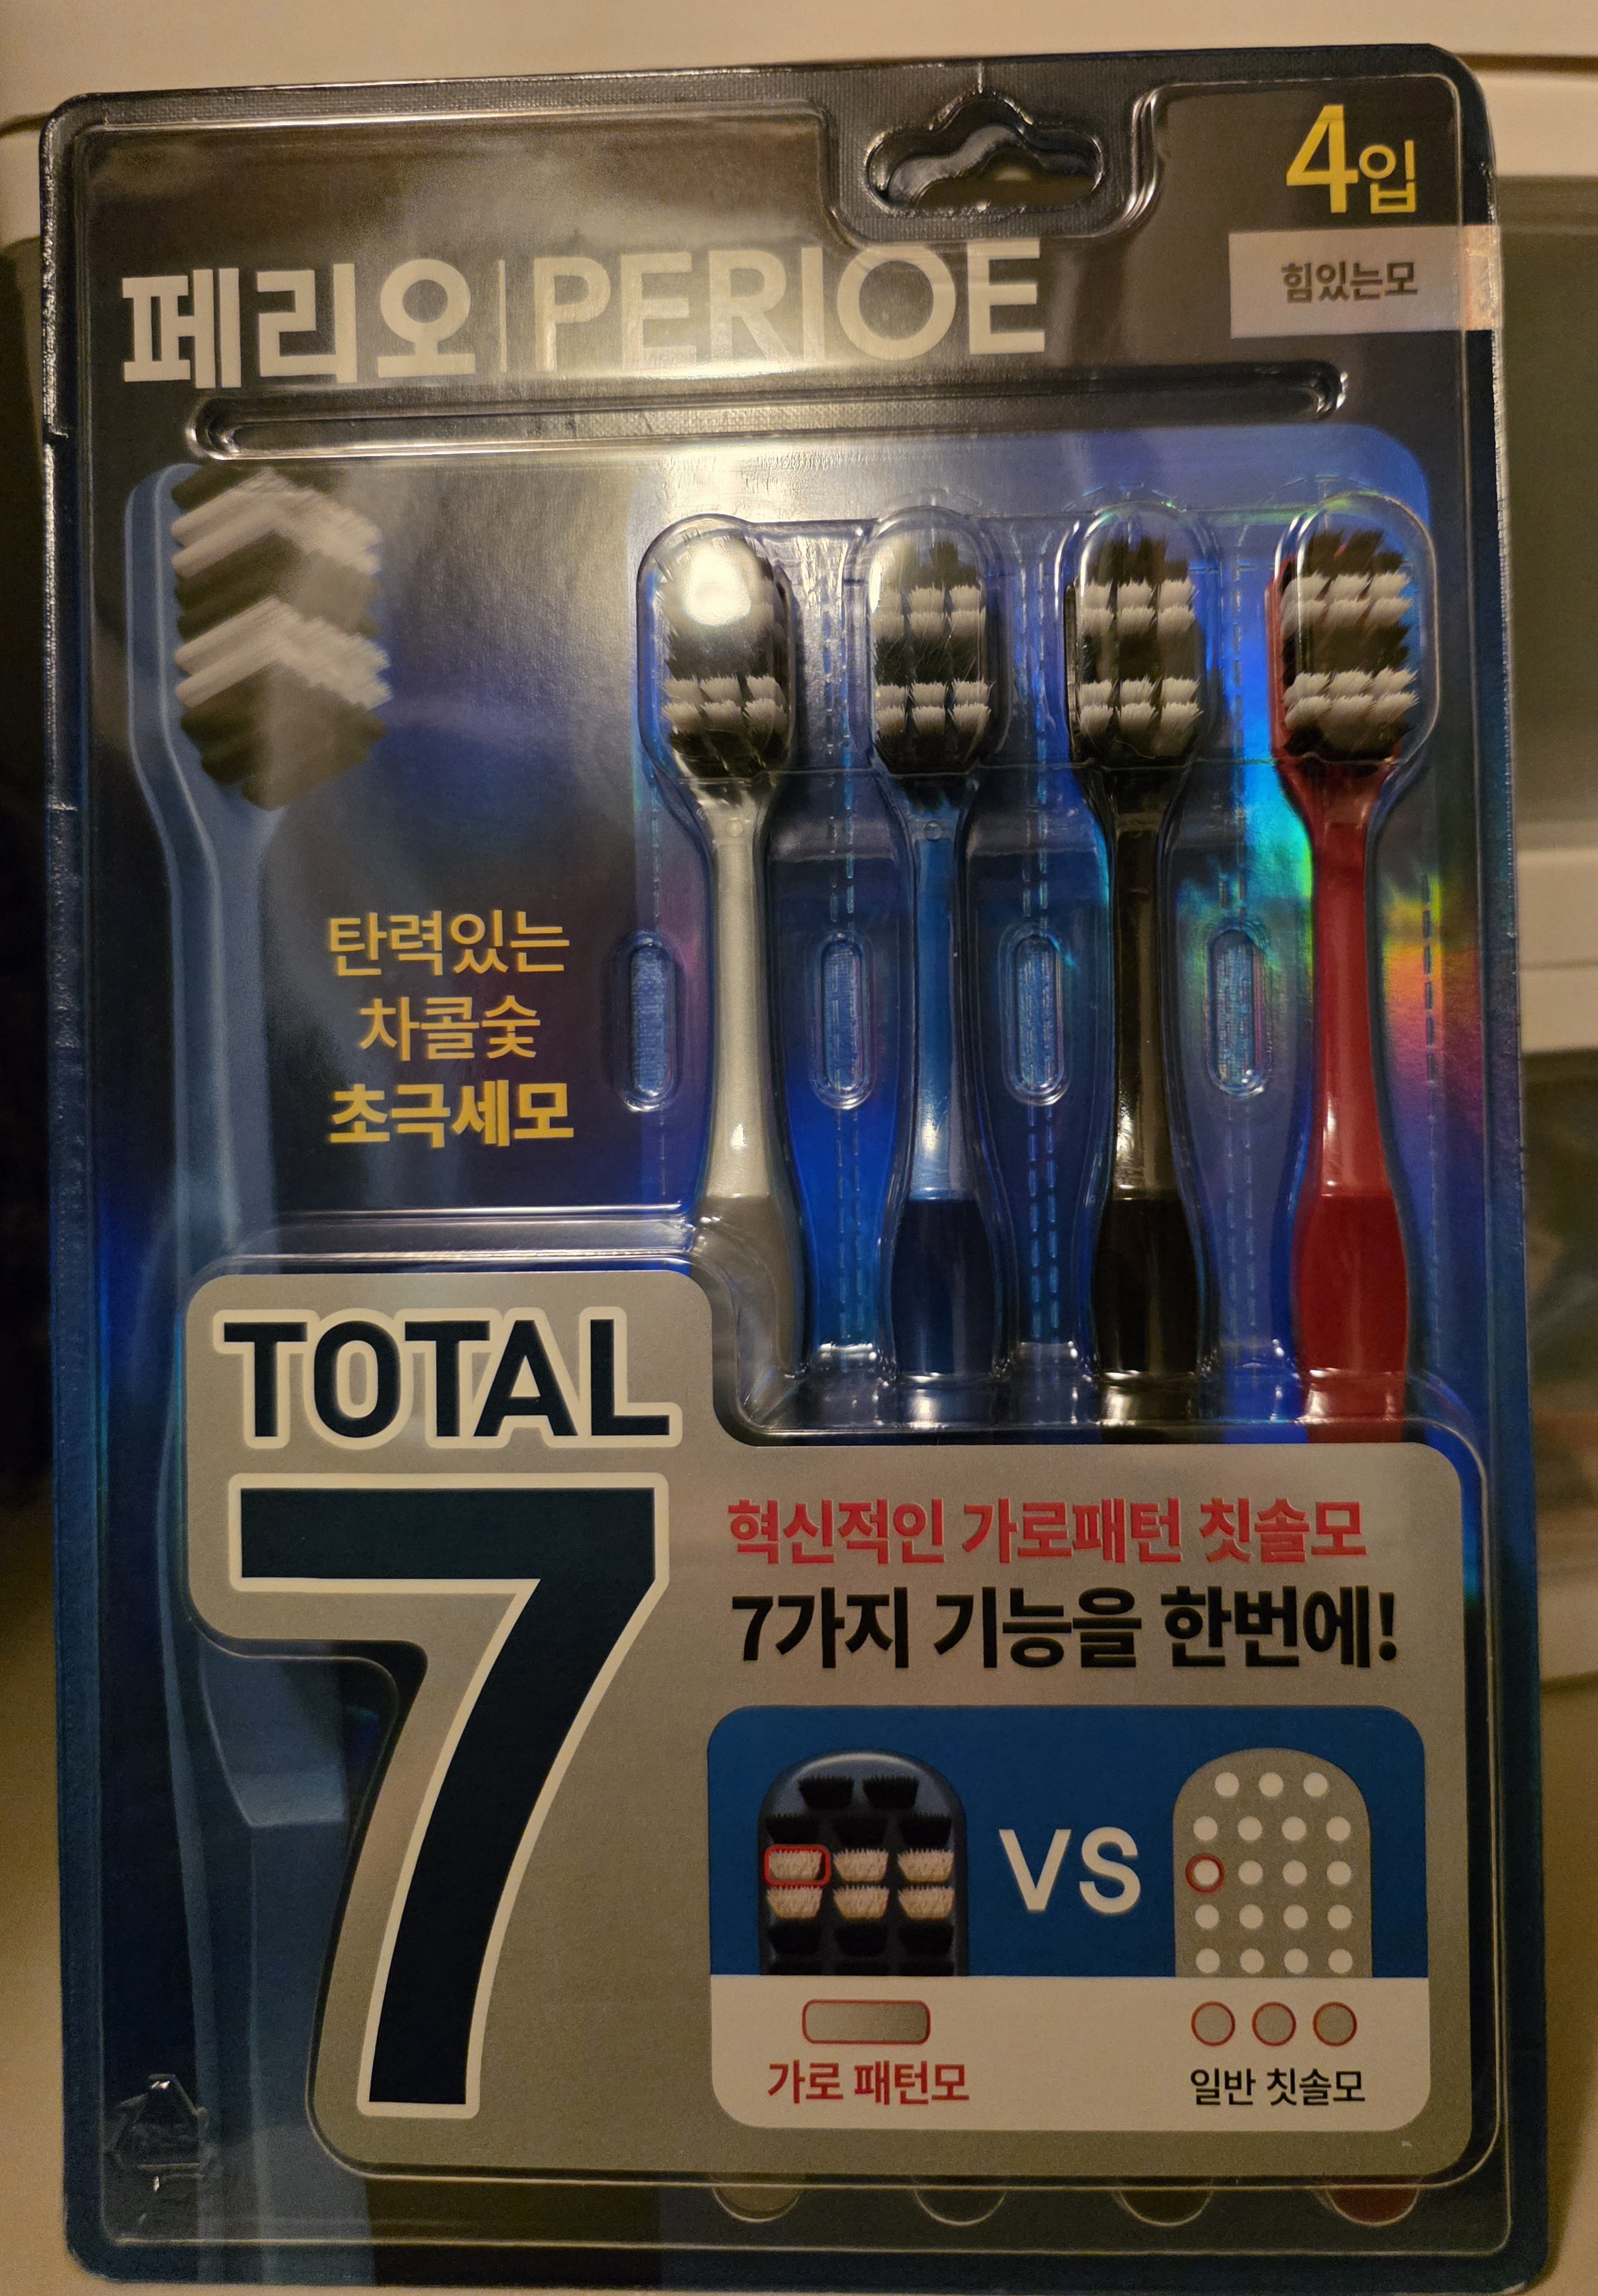 4입
힘있는모
페리오 | PERIOE
탄력있는
차콜숯
초극세모
TOTAL
7
혁신적인 가로패턴 칫솔모
7가지 기능을 한번에!
VS
가로 패턴모
일반 칫솔모